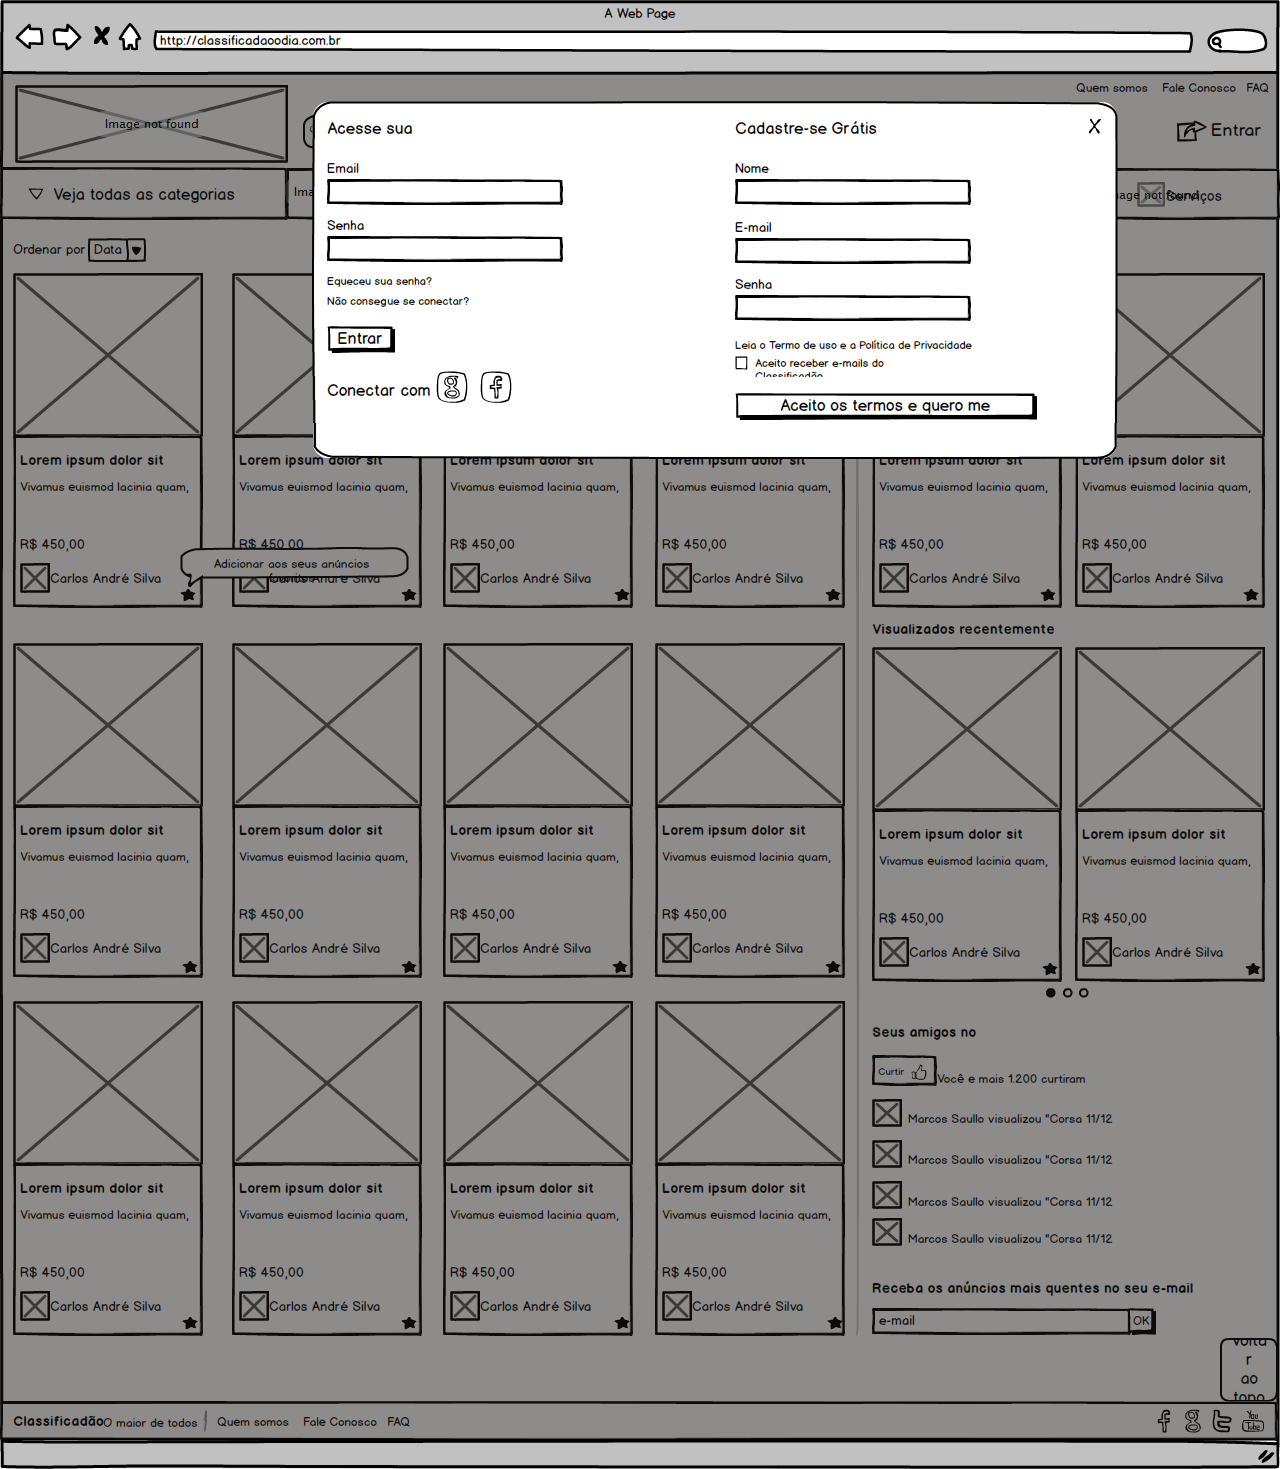 A Web Page
http://classificadaoodia.com.br
Quem somos Fale Conosco FAQ
Image not found
Entrar
Veja todas as categorias
Ima
age not found
Serviços
Acesse sua
Email
Senha
Equeceu sua senha?
Não consegue se conectar?
Entrar
Conectar com
Cadastre-se Grátis
X
Nome
E-mail
Senha
Leia o Termo de uso e a Política de Privacidade
Aceito receber e-mails do
Classificadão
Aceito os termos e quero me
Ordenar por Data
Lorem ipsum dolor sit Lorem ipsum dolor sit Lorem ipsum dolor sit Lorem ipsum dolor sit
Vivamus euismod lacinia quam, Vivamus euismod lacinia quam, Vivamus euismod lacinia quam, Vivamus euismod lacinia quam,
R$ 450,00 R$ 450,00 R$ 450,00 R$ 450,00
Adicionar aos seus anúncios
Carlos André Silva Carlos André Silva Carlos André Silva Carlos André Silva
Lorem ipsum dolor sit Lorem ipsum dolor sit Lorem ipsum dolor sit Lorem ipsum dolor sit
Vivamus euismod lacinia quam, Vivamus euismod lacinia quam, Vivamus euismod lacinia quam, Vivamus euismod lacinia quam,
R$ 450,00 R$ 450,00 R$ 450,00 R$ 450,00
Carlos André Silva Carlos André Silva Carlos André Silva Carlos André Silva
Lorem ipsum dolor sit Lorem ipsum dolor sit Lorem ipsum dolor sit Lorem ipsum dolor sit
Vivamus euismod lacinia quam, Vivamus euismod lacinia quam, Vivamus euismod lacinia quam, Vivamus euismod lacinia quam,
R$ 450,00 R$ 450,00 R$ 450,00 R$ 450,00
Carlos André Silva Carlos André Silva Carlos André Silva Carlos André Silva
Lorem ipsum dolor sit Lorem ipsum dolor sit
Vivamus euismod lacinia quam, Vivamus euismod lacinia quam,
R$ 450,00 R$ 450,00
Carlos André Silva Carlos André Silva
Visualizados recentemente
Lorem ipsum dolor sit Lorem ipsum dolor sit
Vivamus euismod lacinia quam, Vivamus euismod lacinia quam,
R$ 450,00 R$ 450,00
Carlos André Silva Carlos André Silva
Seus amigos no
Curtir
Você e mais 1.200 curtiram
Marcos Saullo visualizou "Corsa 11/12
Marcos Saullo visualizou "Corsa 11/12
Marcos Saullo visualizou "Corsa 11/12
Marcos Saullo visualizou "Corsa 11/12
Receba os anúncios mais quentes no seu e-mail
e-mail OK
Volta
r
ao
topo
Classificadão O maior de todos Quem somos Fale Conosco FAQ
You
Tube